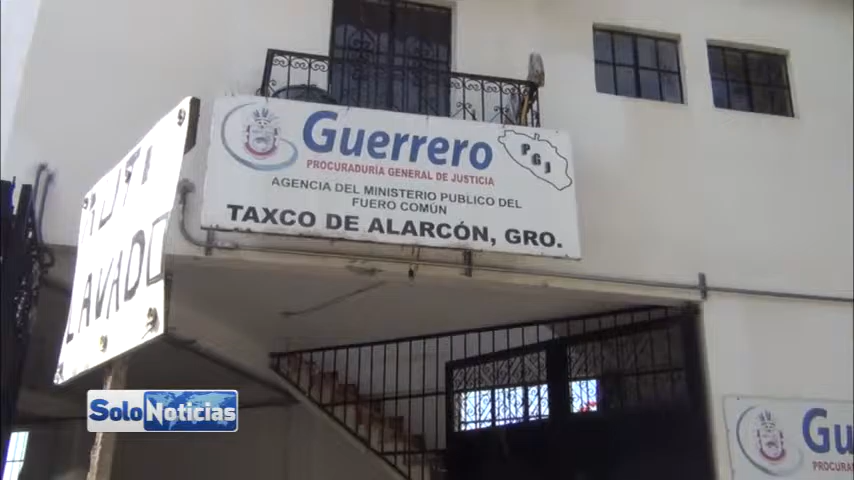 Guerrero
PGJ
PROCURADURÍA GENERAL DE JUSTICIA
AGENCIA DEL MINISTERIO PUBLICO DEL
FUERO COMÚN
TAXCO DE ALARCÓN, GRO.
LAVADO
SoloNoticias
Gu
PROCURA